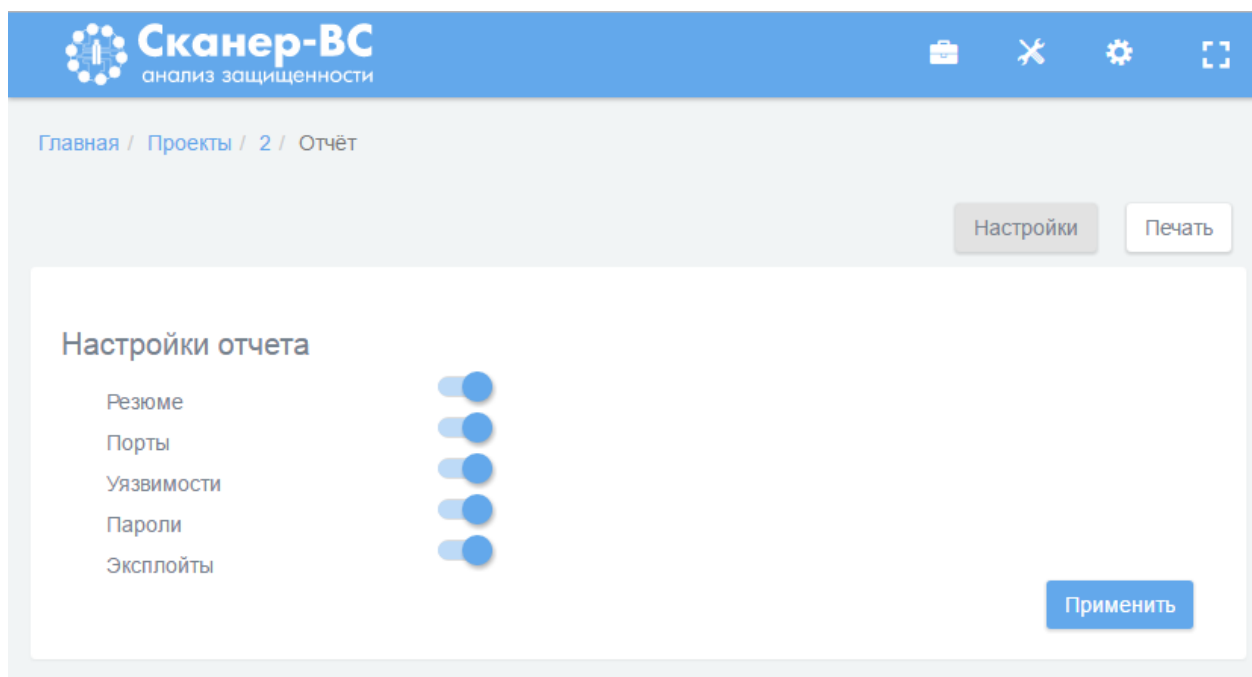 Сканер-ВС
анализ защищенности
Главная / Проекты / 2 / Отчёт
Настройки Печать
Настройки отчета
Резюме
Порты
Уязвимости
Пароли
Эксплойты
Применить